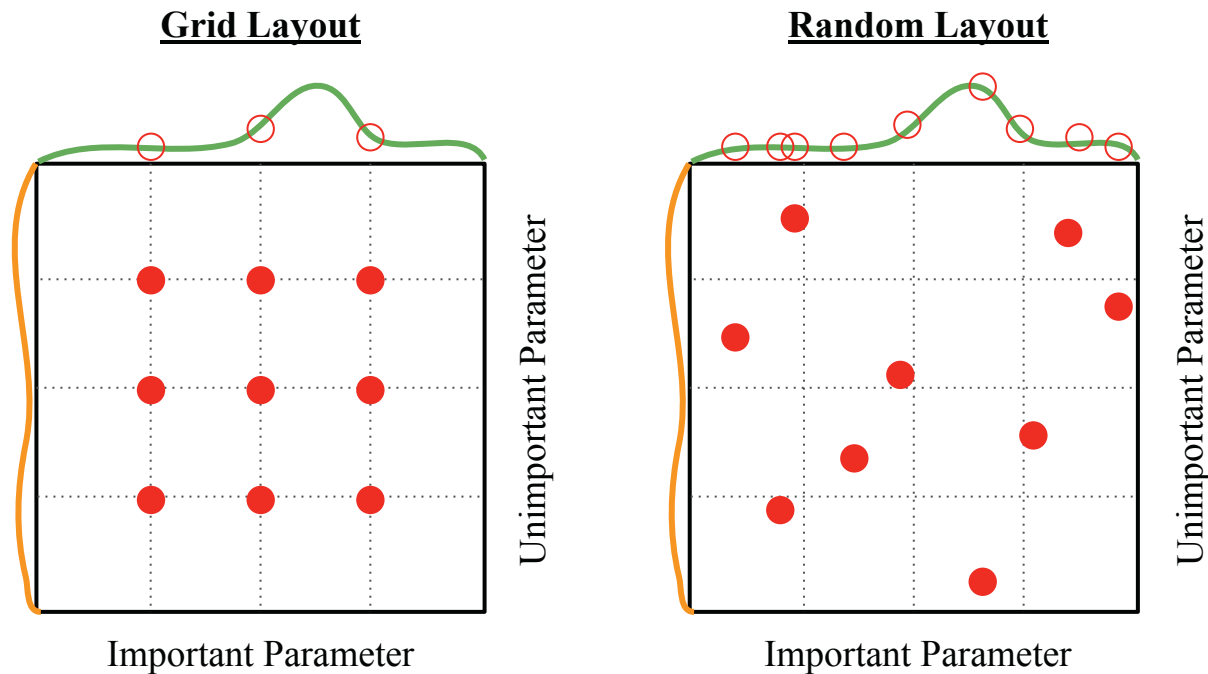 Grid Layout
Unimportant Parameter
Important Parameter
Random Layout
Unimportant Parameter
Important Parameter